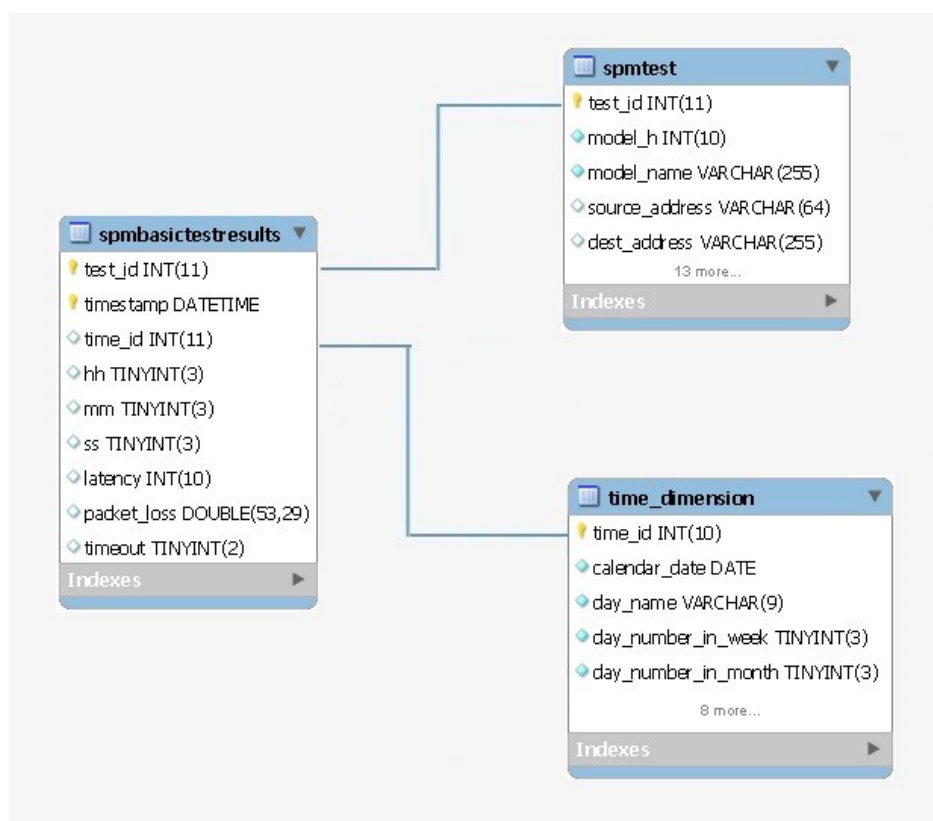 spmtest
test_id INT(11)
model_h INT(10)
model_name VARCHAR(255)
source_address VARCHAR(64)
dest_address VARCHAR(255)
13 more...
Indexes
spmbasictestresults
test_id INT(11)
timestamp DATETIME
time_id INT(11)
hh TINYINT(3)
mm TINYINT(3)
ss TINYINT(3)
latency INT(10)
packet_loss DOUBLE(53,29)
timeout TINYINT(2)
Indexes
time_dimension
time_id INT(10)
calendar_date DATE
day_name VARCHAR(9)
day_number_in_week TINYINT(3)
day_number_in_month TINYINT(3)
8 more...
Indexes